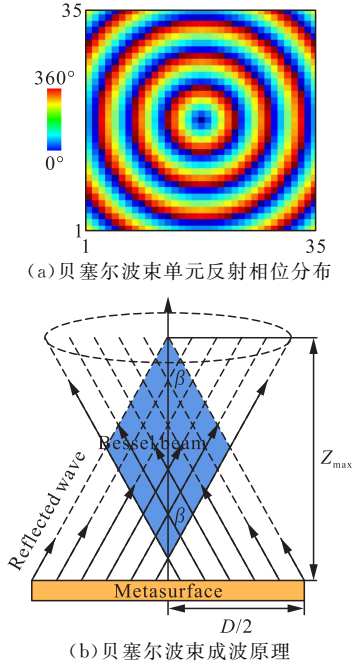 35
360°
0°
1
1
35
(a)贝塞尔波束单元反射相位分布
β
Bessel beam
Z_max
Reflected wave
β
Metasurface
D/2
(b)贝塞尔波束成波原理